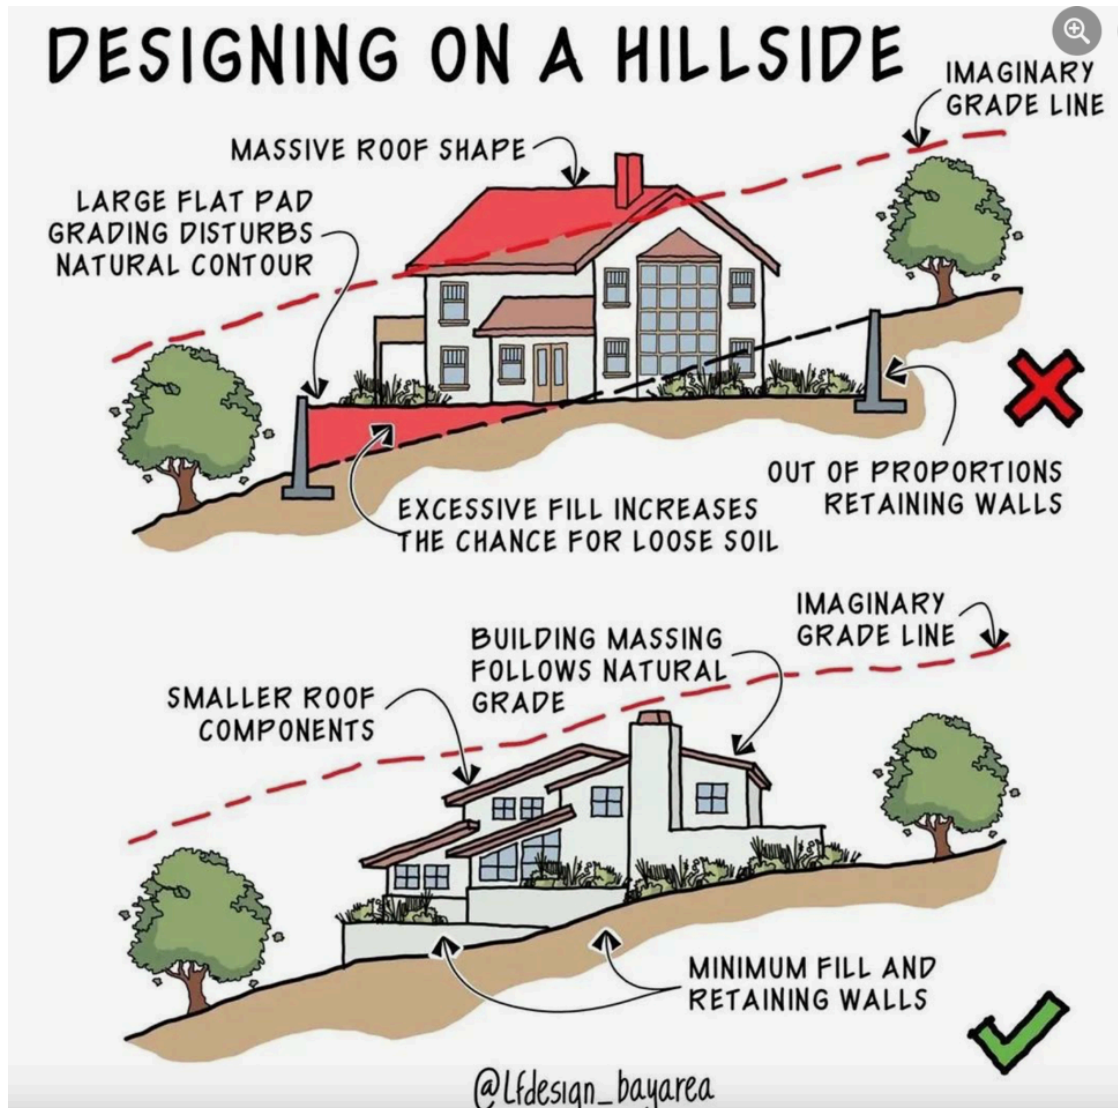 DESIGNING ON A HILLSIDE
IMAGINARY
GRADE LINE
MASSIVE ROOF SHAPE
LARGE FLAT PAD
GRADING DISTURBS
NATURAL CONTOUR
OUT OF PROPORTIONS
RETAINING WALLS
EXCESSIVE FILL INCREASES
THE CHANCE FOR LOOSE SOIL
IMAGINARY
GRADE LINE
BUILDING MASSING
FOLLOWS NATURAL
GRADE
SMALLER ROOF
COMPONENTS
MINIMUM FILL AND
RETAINING WALLS
@Lfdesign_bayarea